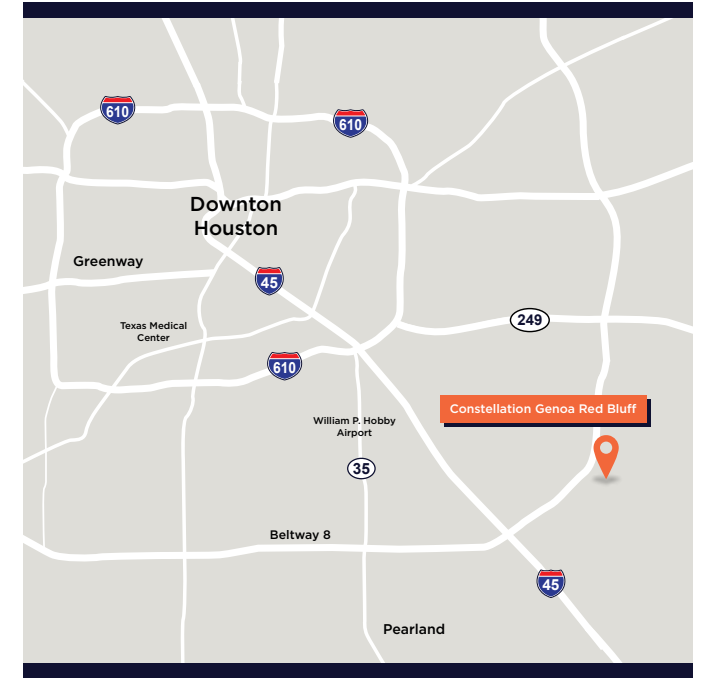 610
610
Downton
Houston
Greenway
45
249
Texas Medical
Center
610
Constellation Genoa Red Bluff
William P. Hobby
Airport
35
Beltway 8
45
Pearland